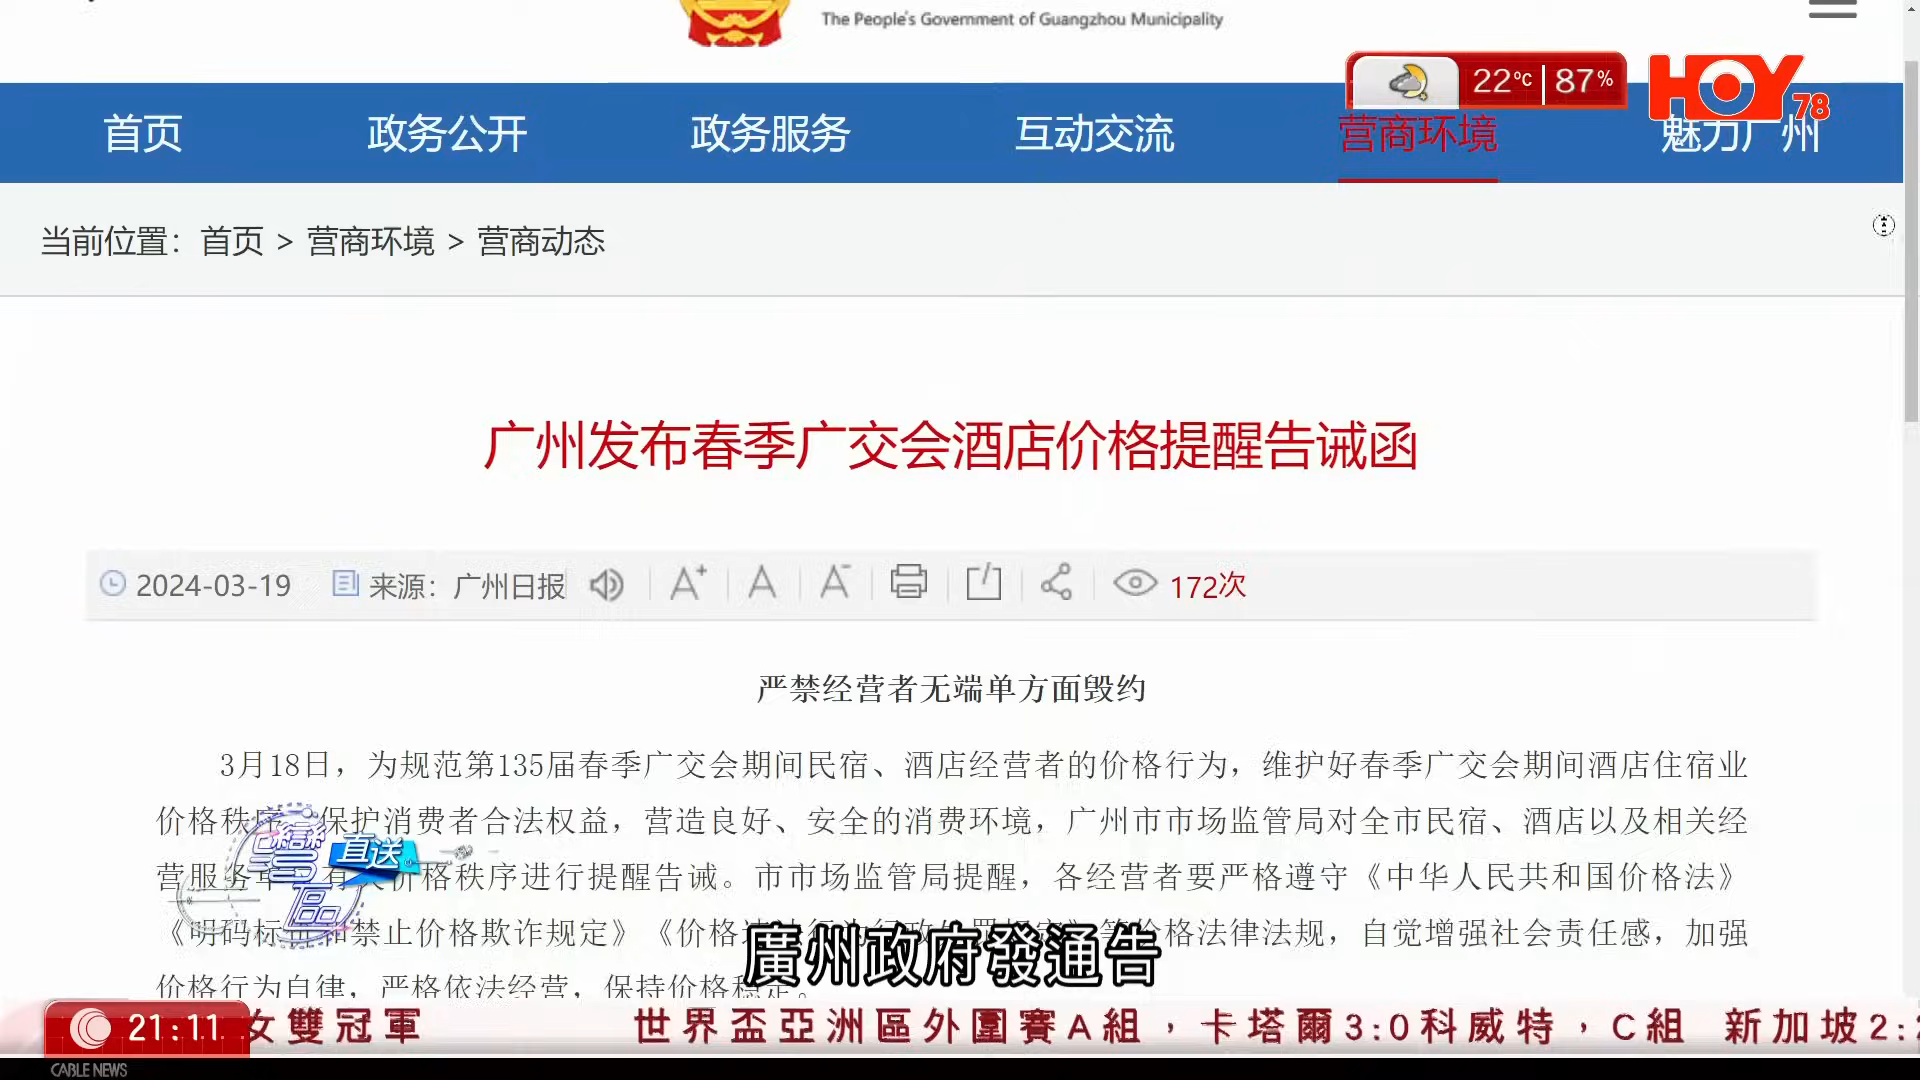 The People's Government of Guangzhou Municipality
22℃ 87%
HOY 78
首页 政务公开 政务服务 互动交流 营商环境 魅力广州
当前位置：首页 > 营商环境 > 营商动态
广州发布春季广交会酒店价格提醒告诫函
2024-03-19 来源：广州日报 A+ A A- 172次
严禁经营者无端单方面毁约
3月18日，为规范第135届春季广交会期间民宿、酒店经营者的价格行为，维护好春季广交会期间酒店住宿业
价格秩序 保护消费者合法权益，营造良好、安全的消费环境，广州市市场监管局对全市民宿、酒店以及相关经
营服务 价格秩序进行提醒告诫。市市场监管局提醒，各经营者要严格遵守《中华人民共和国价格法》
《明码标 和禁止价格欺诈规定》《价格 等价格法律法规，自觉增强社会责任感，加强
价格行为自律，严格依法经营，保持价格稳定。
灣區 直送
廣州政府發通告
21:11 女雙冠軍 世界盃亞洲區外圍賽A組，卡塔爾3:0科威特，C組 新加坡2:
CABLE NEWS